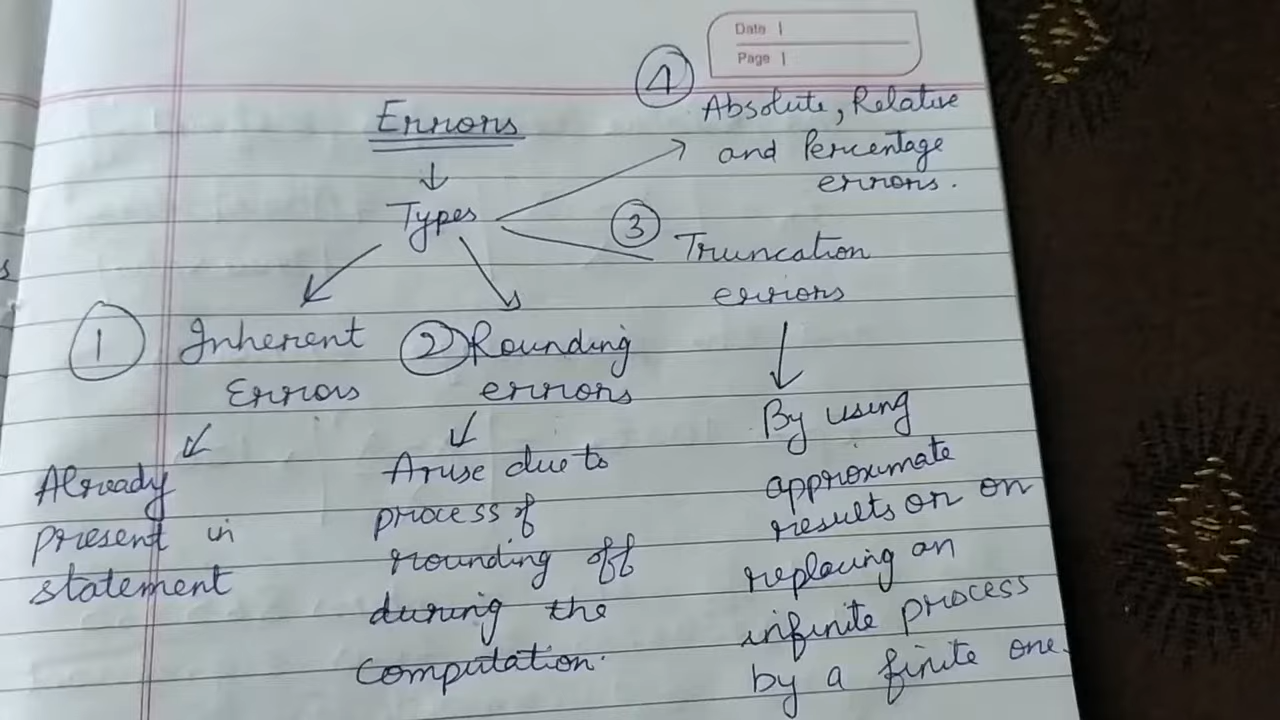 Date
Page
④
Absolute, Relative
and Percentage
errors.
Errors
Types
③
Truncation
errors
① Inherent
Errors
② Rounding
errors
Already
present in
statement
Aruse due to
process of
rounding off
during the
computation.
By using
approximate
results or on
replacing an
infinite process
by a finite one.
s